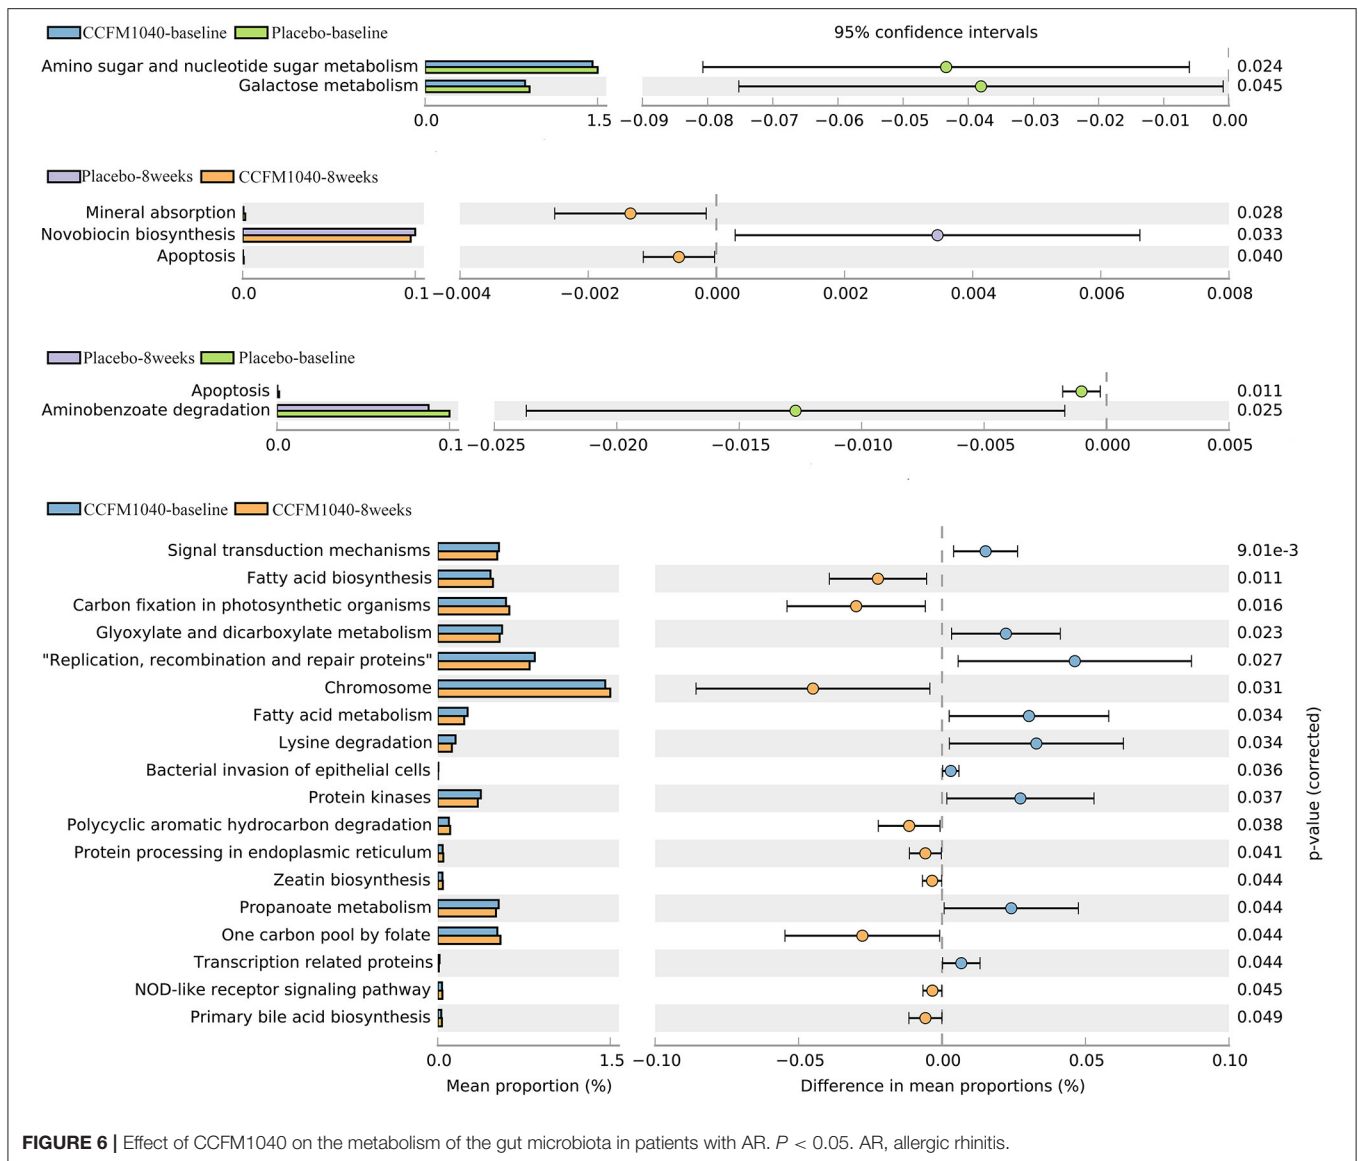 CCFM1040-baseline Placebo-baseline 95% confidence intervals
Amino sugar and nucleotide sugar metabolism 0.024
Galactose metabolism 0.045
0.0 1.5 −0.09 −0.08 −0.07 −0.06 −0.05 −0.04 −0.03 −0.02 −0.01 0.00
Placebo-8weeks CCFM1040-8weeks
Mineral absorption 0.028
Novobiocin biosynthesis 0.033
Apoptosis 0.040
0.0 0.1 −0.004 −0.002 0.000 0.002 0.004 0.006 0.008
Placebo-8weeks Placebo-baseline
Apoptosis 0.011
Aminobenzoate degradation 0.025
0.0 0.1 −0.025 −0.020 −0.015 −0.010 −0.005 0.000 0.005
CCFM1040-baseline CCFM1040-8weeks
Signal transduction mechanisms 9.01e-3
Fatty acid biosynthesis 0.011
Carbon fixation in photosynthetic organisms 0.016
Glyoxylate and dicarboxylate metabolism 0.023
"Replication, recombination and repair proteins" 0.027
Chromosome 0.031
Fatty acid metabolism 0.034
Lysine degradation 0.034
Bacterial invasion of epithelial cells 0.036
Protein kinases 0.037
Polycyclic aromatic hydrocarbon degradation 0.038
Protein processing in endoplasmic reticulum 0.041
Zeatin biosynthesis 0.044
Propanoate metabolism 0.044
One carbon pool by folate 0.044
Transcription related proteins 0.044
NOD-like receptor signaling pathway 0.045
Primary bile acid biosynthesis 0.049
p-value (corrected)
0.0 1.5 −0.10 −0.05 0.00 0.05 0.10
Mean proportion (%) Difference in mean proportions (%)
FIGURE 6 | Effect of CCFM1040 on the metabolism of the gut microbiota in patients with AR. P < 0.05. AR, allergic rhinitis.